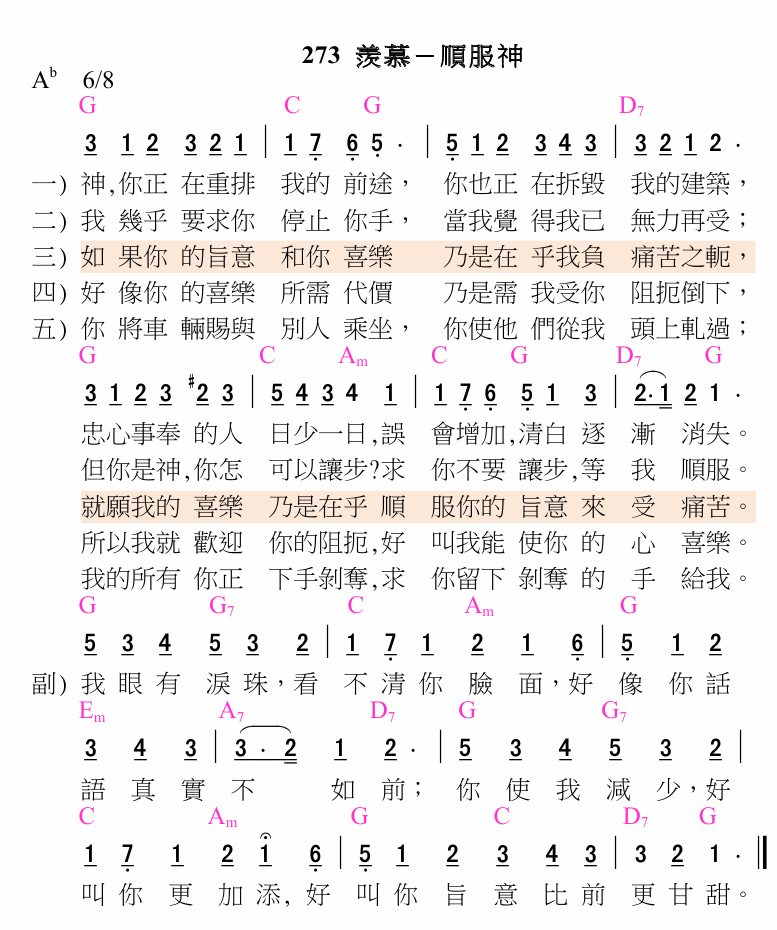 273 羨慕－順服神
A♭ 6/8
G C G D7
3 1 2 3 2 1 | 1 7 6 5 . | 5 1 2 3 4 3 | 3 2 1 2 .
一) 神,你正 在重排 我的 前途， 你也正 在拆毀 我的建築，
二) 我 幾乎 要求你 停止 你手， 當我覺 得我已 無力再受；
三) 如 果你 的旨意 和你 喜樂 乃是在 乎我負 痛苦之軛，
四) 好 像你 的喜樂 所需 代價 乃是需 我受你 阻扼倒下，
五) 你 將車 輛賜與 別人 乘坐， 你使他 們從我 頭上軋過；
G C Am C G D7 G
3 1 2 3 #2 3 | 5 4 3 4 1 | 1 7 6 5 1 3 | 2. 1 2 1 .
忠心事奉 的人 日少一日,誤 會增加,清白 逐 漸 消失。
但你是神,你怎 可以讓步?求 你不要 讓步,等 我 順服。
就願我的 喜樂 乃是在乎 順 服你的 旨意 來 受 痛苦。
所以我就 歡迎 你的阻扼,好 叫我能 使你 的 心 喜樂。
我的所有 你正 下手剝奪,求 你留下 剝奪 的 手 給我。
G G7 C Am G
5 3 4 5 3 2 | 1 7 1 2 1 6 | 5 1 2
副) 我 眼 有 淚 珠，看 不 清 你 臉 面，好 像 你 話
Em A7 D7 G G7
3 4 3 | 3 . 2 1 2 . | 5 3 4 5 3 2 |
語 真 實 不 如 前； 你 使 我 減 少，好
C Am G C D7 G
1 7 1 2 1 6 | 5 1 2 3 4 3 | 3 2 1 . ‖
叫 你 更 加 添, 好 叫 你 旨 意 比 前 更 甘 甜。